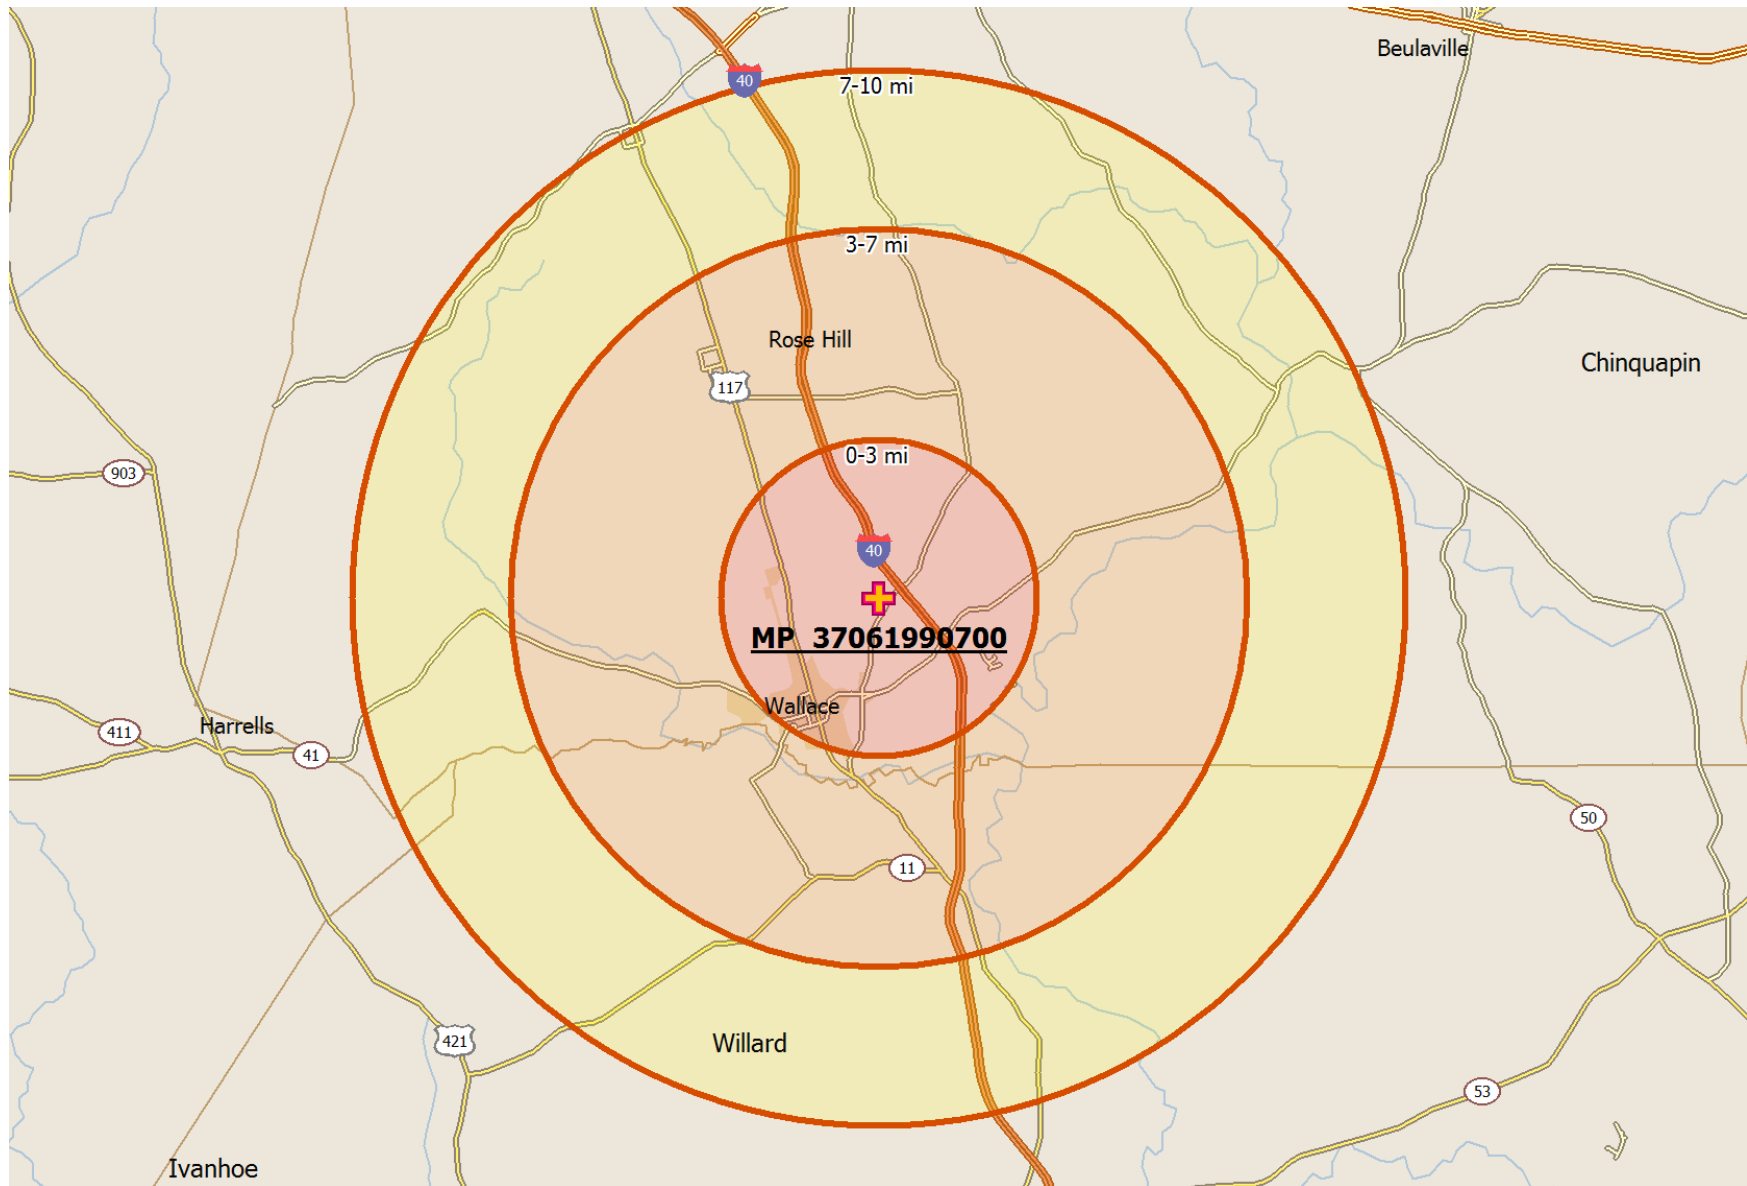 Beulaville
40
7-10 mi
3-7 mi
Rose Hill
Chinquapin
117
0-3 mi
903
40
MP 37061990700
Wallace
Harrells
411
41
50
11
Willard
421
53
Ivanhoe